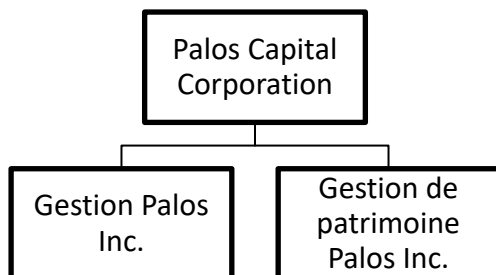 Palos Capital
Corporation
Gestion Palos
Inc.
Gestion de
patrimoine
Palos Inc.